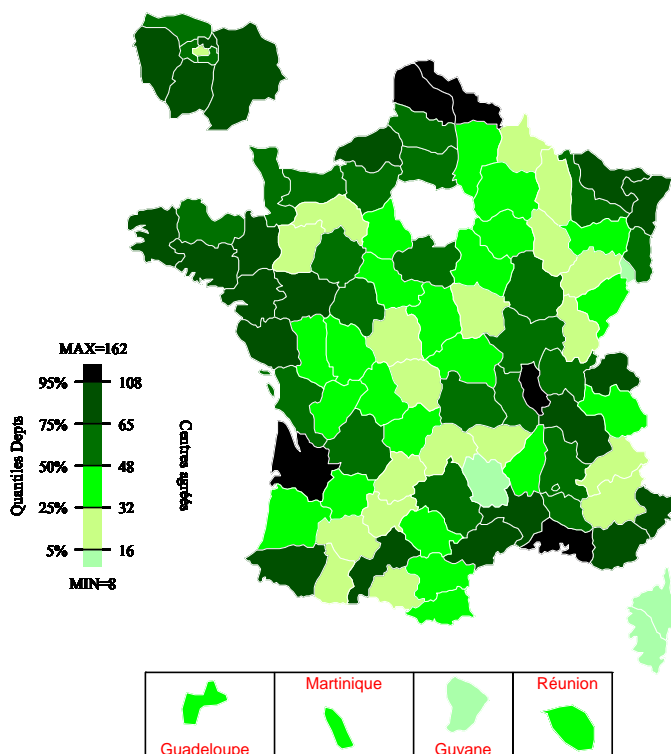 MAX=162
95% 108
75% 65
50% 48
25% 32
5% 16
MIN=8
Quantiles Depts
Centres agréés
Martinique
Réunion
Guadeloupe
Guyane